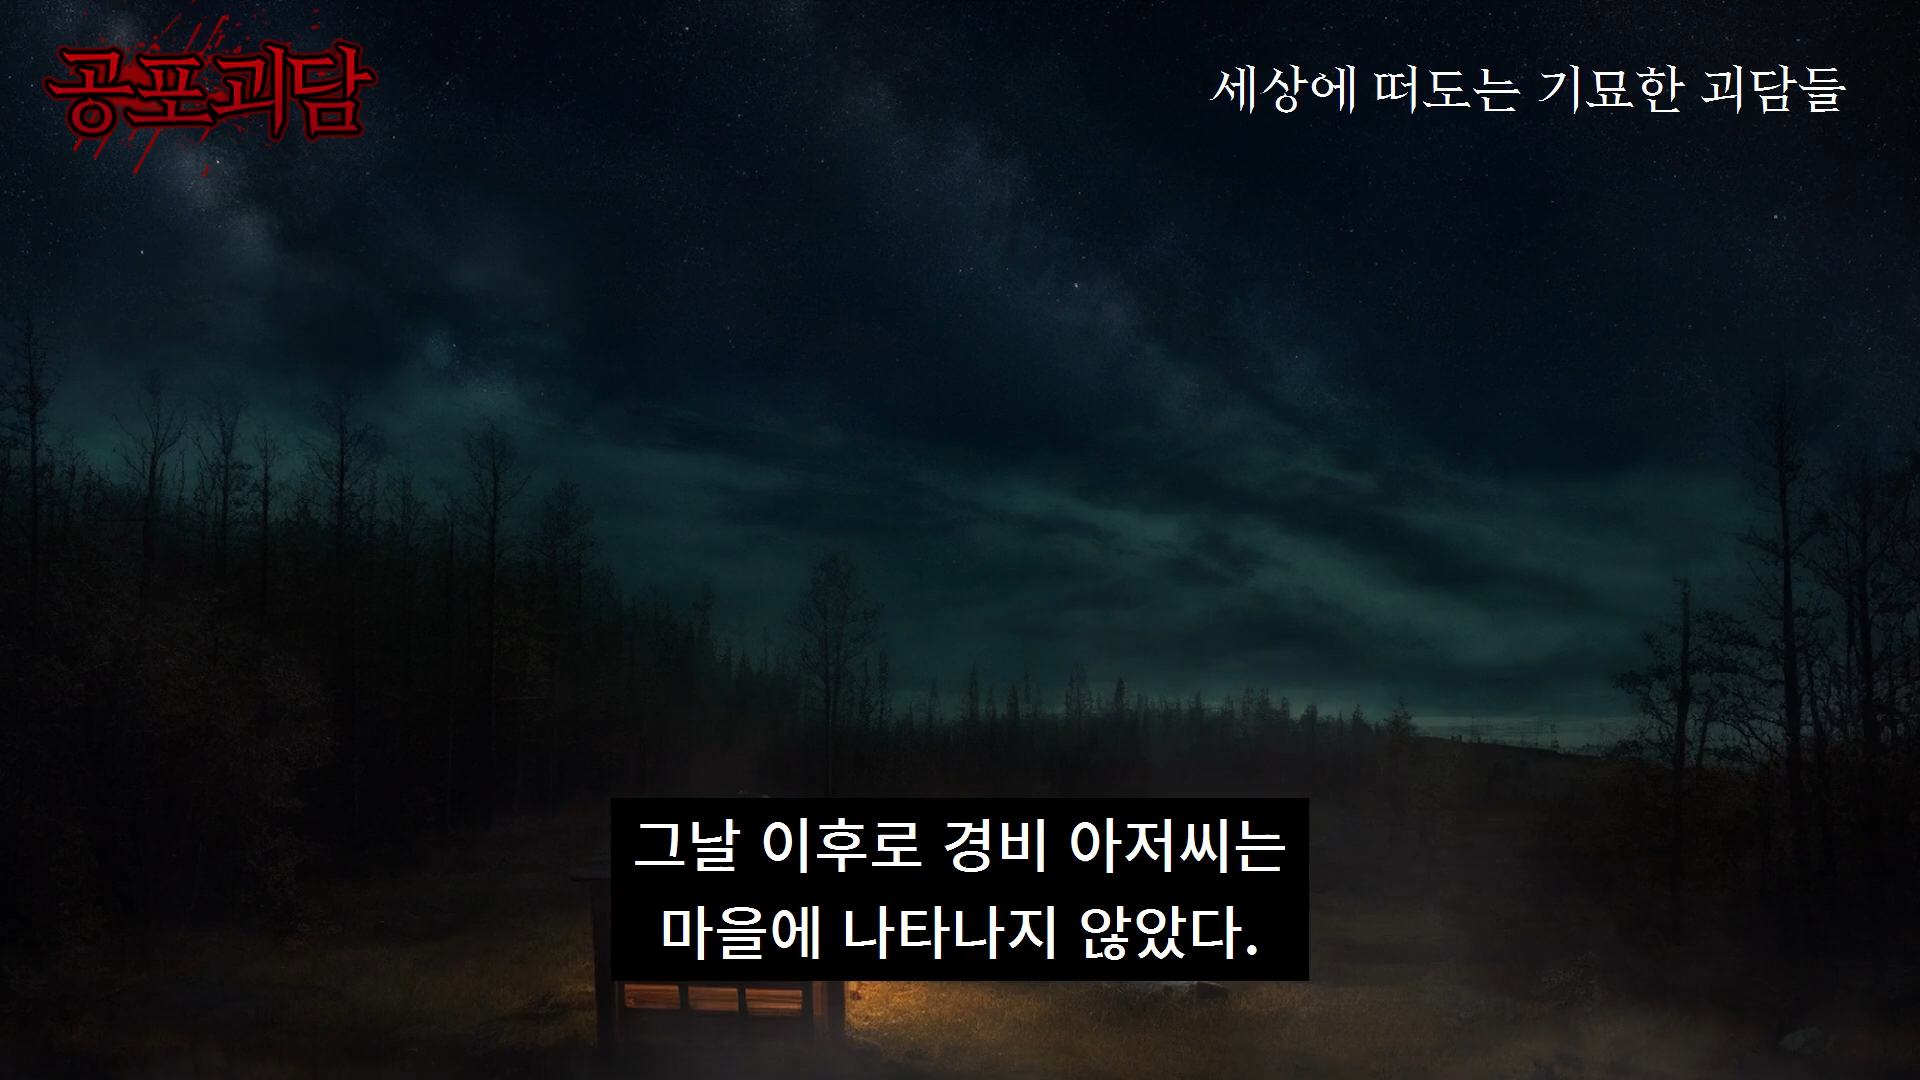 공포괴담
세상에 떠도는 기묘한 괴담들
그날 이후로 경비 아저씨는
마을에 나타나지 않았다.